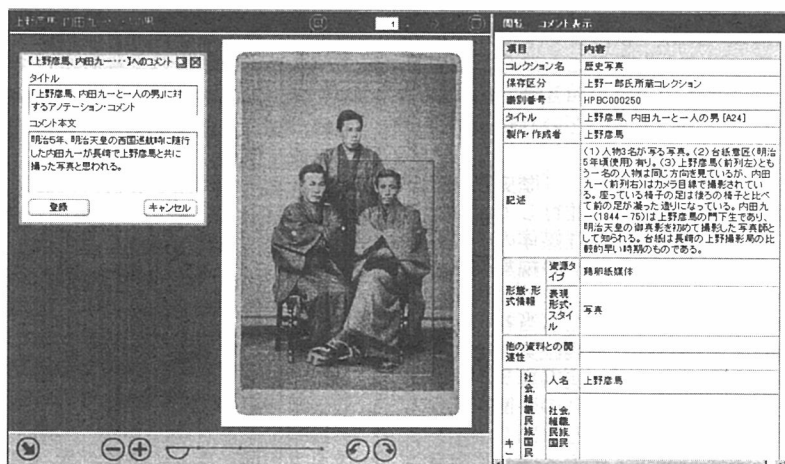 上野彦馬、内田九一・・・
1
閲覧 コメント表示
【上野彦馬、内田九一・・・】へのコメント
タイトル
「上野彦馬、内田九一と一人の男」に対
するアノテーション・コメント
コメント本文
明治5年、明治天皇の西国巡航時に随行
した内田九一が長崎で上野彦馬と共に
撮った写真と思われる。
登録
キャンセル
項目 内容
コレクション名 歴史写真
保存区分 上野一郎氏所蔵コレクション
識別番号 HPBC000250
タイトル 上野彦馬、内田九一と一人の男[A24]
製作・作成者 上野彦馬
記述
(1)人物3名が写る写真。(2)台紙意匠(明治
5年頃使用)有り。(3)上野彦馬(前列左)とも
う一名の人物は同じ方向を見ているが、内田
九一(前列右)はカメラ目線で撮影されてい
る。座っている椅子の足は後ろの椅子と比べ
て前の足が凝った造りになっている。内田九
一(1844-75)は上野彦馬の門下生であり、
明治天皇の御真影を初めて撮影した写真師と
して知られる。台紙は長崎の上野撮影局の比
較的早い時期のものである。
形態・形
式情報
資源タ
イプ
鶏卵紙媒体
表現
形式・
スタイ
ル
写真
他の資料との関
連性
キー
社会、
組織、
民族、
国民
人名 上野彦馬
社会、
組織、
民族、
国民